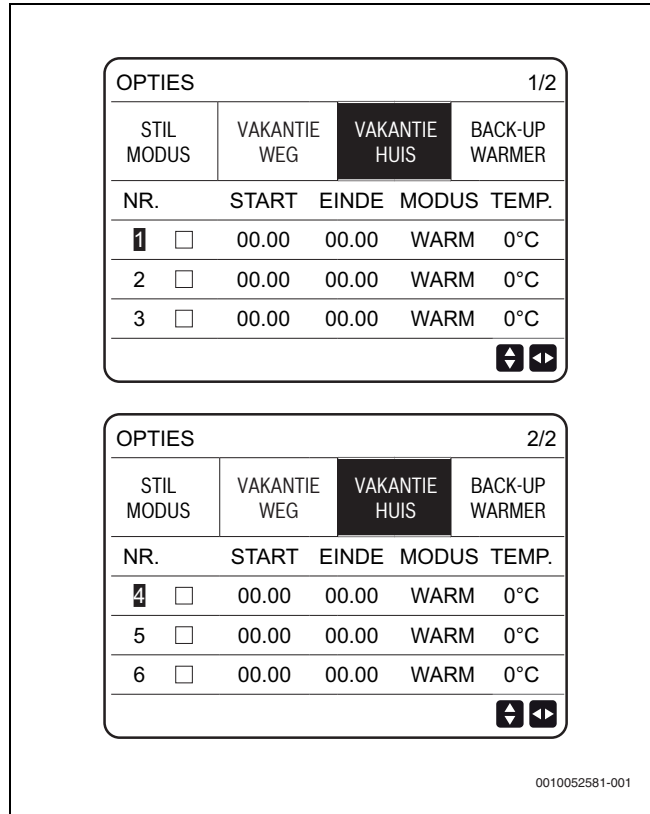 OPTIES 1/2
STIL MODUS VAKANTIE WEG VAKANTIE HUIS BACK-UP WARMER
NR. START EINDE MODUS TEMP.
1 00.00 00.00 WARM 0°C
2 00.00 00.00 WARM 0°C
3 00.00 00.00 WARM 0°C
OPTIES 2/2
STIL MODUS VAKANTIE WEG VAKANTIE HUIS BACK-UP WARMER
NR. START EINDE MODUS TEMP.
4 00.00 00.00 WARM 0°C
5 00.00 00.00 WARM 0°C
6 00.00 00.00 WARM 0°C
0010052581-001